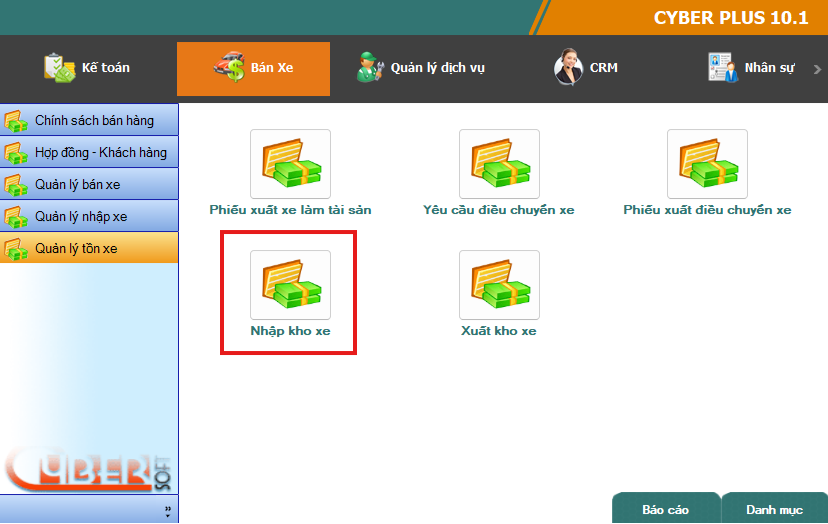 CYBER PLUS 10.1
Kế toán
Bán Xe
Quản lý dịch vụ
CRM
Nhân sự
Chính sách bán hàng
Hợp đồng - Khách hàng
Quản lý bán xe
Quản lý nhập xe
Quản lý tồn xe
Phiếu xuất xe làm tài sản
Yêu cầu điều chuyển xe
Phiếu xuất điều chuyển xe
Nhập kho xe
Xuất kho xe
CYBER SOFT
Báo cáo
Danh mục